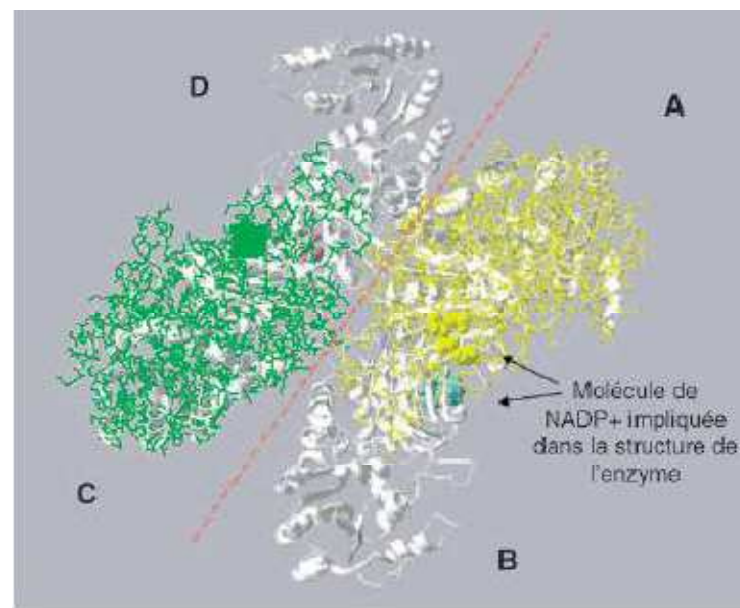 D
A
Molécule de
NADP+ impliquée
dans la structure de
l'enzyme
C
B